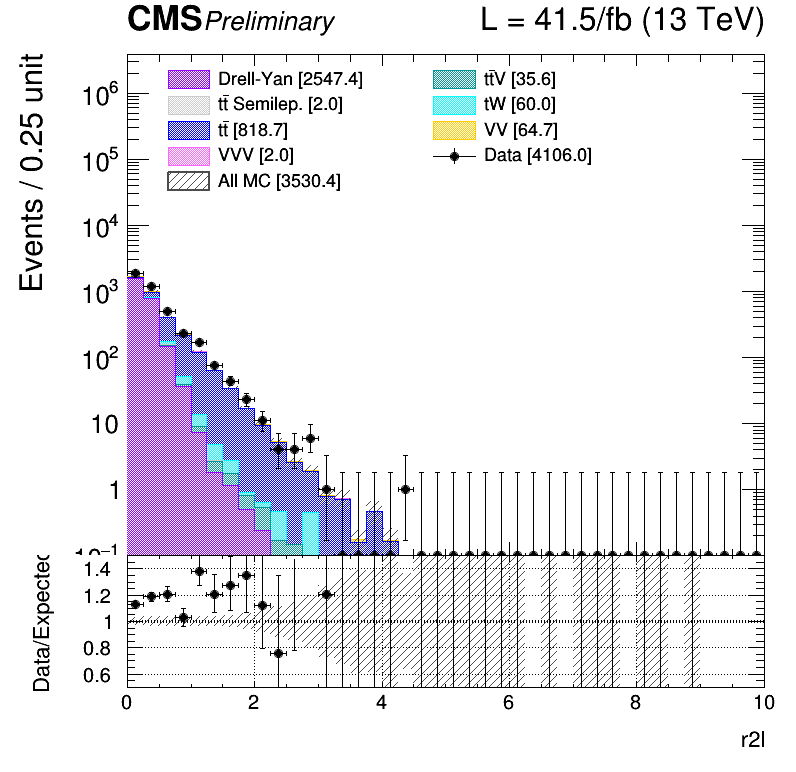 CMS Preliminary L = 41.5/fb (13 TeV)
Events / 0.25 unit
Drell-Yan [2547.4]
tt̄ Semilep. [2.0]
tt̄ [818.7]
VVV [2.0]
All MC [3530.4]
tt̄V [35.6]
tW [60.0]
VV [64.7]
Data [4106.0]
10⁶
10⁵
10⁴
10³
10²
10
1
10⁻¹
Data/Expected
1.4
1.2
1
0.8
0.6
0 2 4 6 8 10
r2l